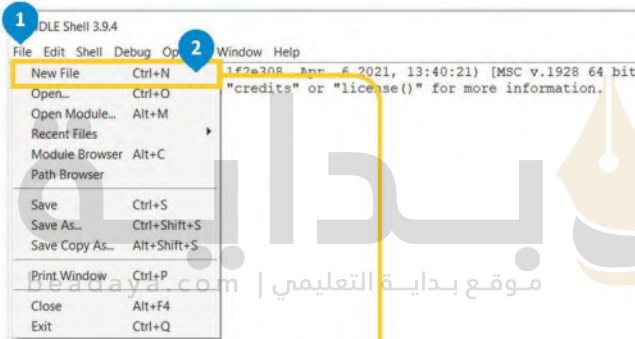 1
IDLE Shell 3.9.4
File Edit Shell Debug Op 2 Window Help
New File Ctrl+N 1f2e308, Apr 6 2021, 13:40:21) [MSC v.1928 64 bit
Open... Ctrl+O "credits" or "license()" for more information.
Open Module... Alt+M
Recent Files
Module Browser Alt+C
Path Browser
Save Ctrl+S
Save As... Ctrl+Shift+S
Save Copy As... Alt+Shift+S
بداية
Print Window Ctrl+P
beadaya.com | موقع بداية التعليمي
Close Alt+F4
Exit Ctrl+Q